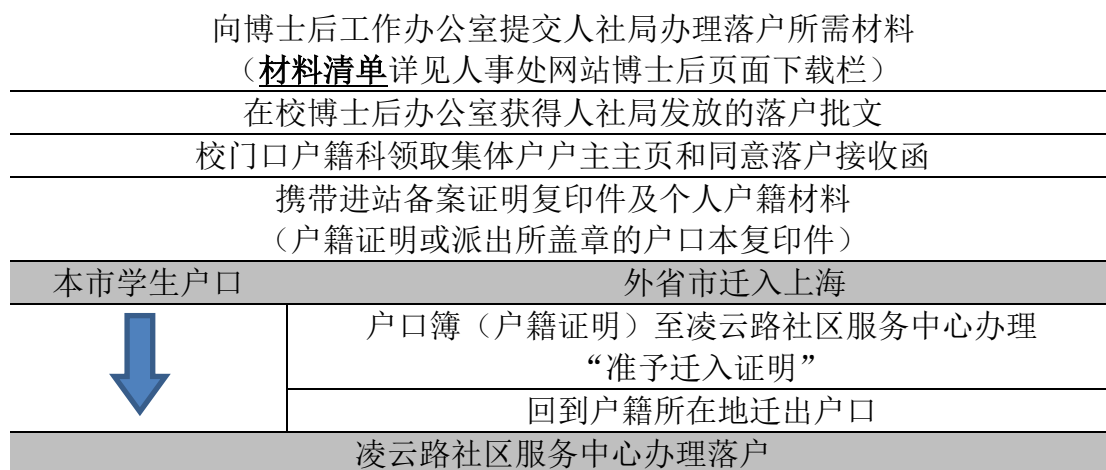 向博士后工作办公室提交人社局办理落户所需材料
（材料清单详见人事处网站博士后页面下载栏）
在校博士后办公室获得人社局发放的落户批文
校门口户籍科领取集体户户主主页和同意落户接收函
携带进站备案证明复印件及个人户籍材料
（户籍证明或派出所盖章的户口本复印件）
本市学生户口
外省市迁入上海
户口簿（户籍证明）至凌云路社区服务中心办理
“准予迁入证明”
回到户籍所在地迁出户口
凌云路社区服务中心办理落户